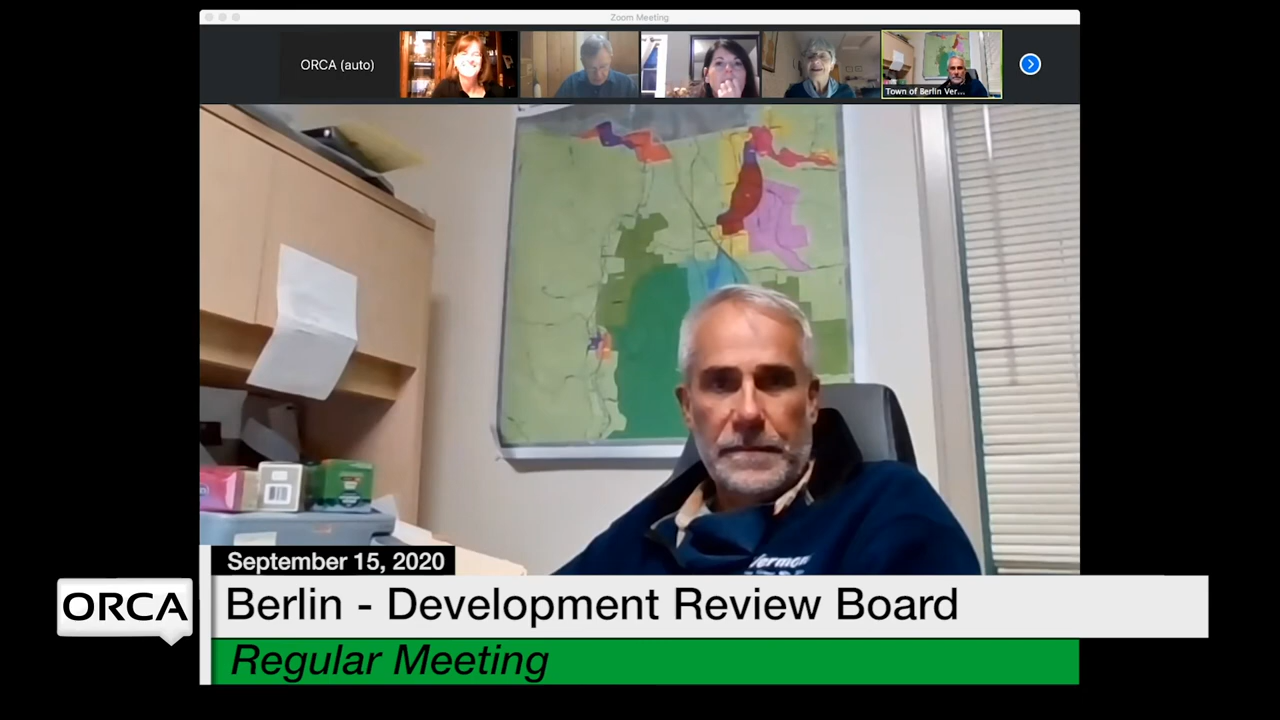 Zoom Meeting
ORCA (auto)
Town of Berlin Ver...
September 15, 2020
Berlin - Development Review Board
ORCA
Regular Meeting